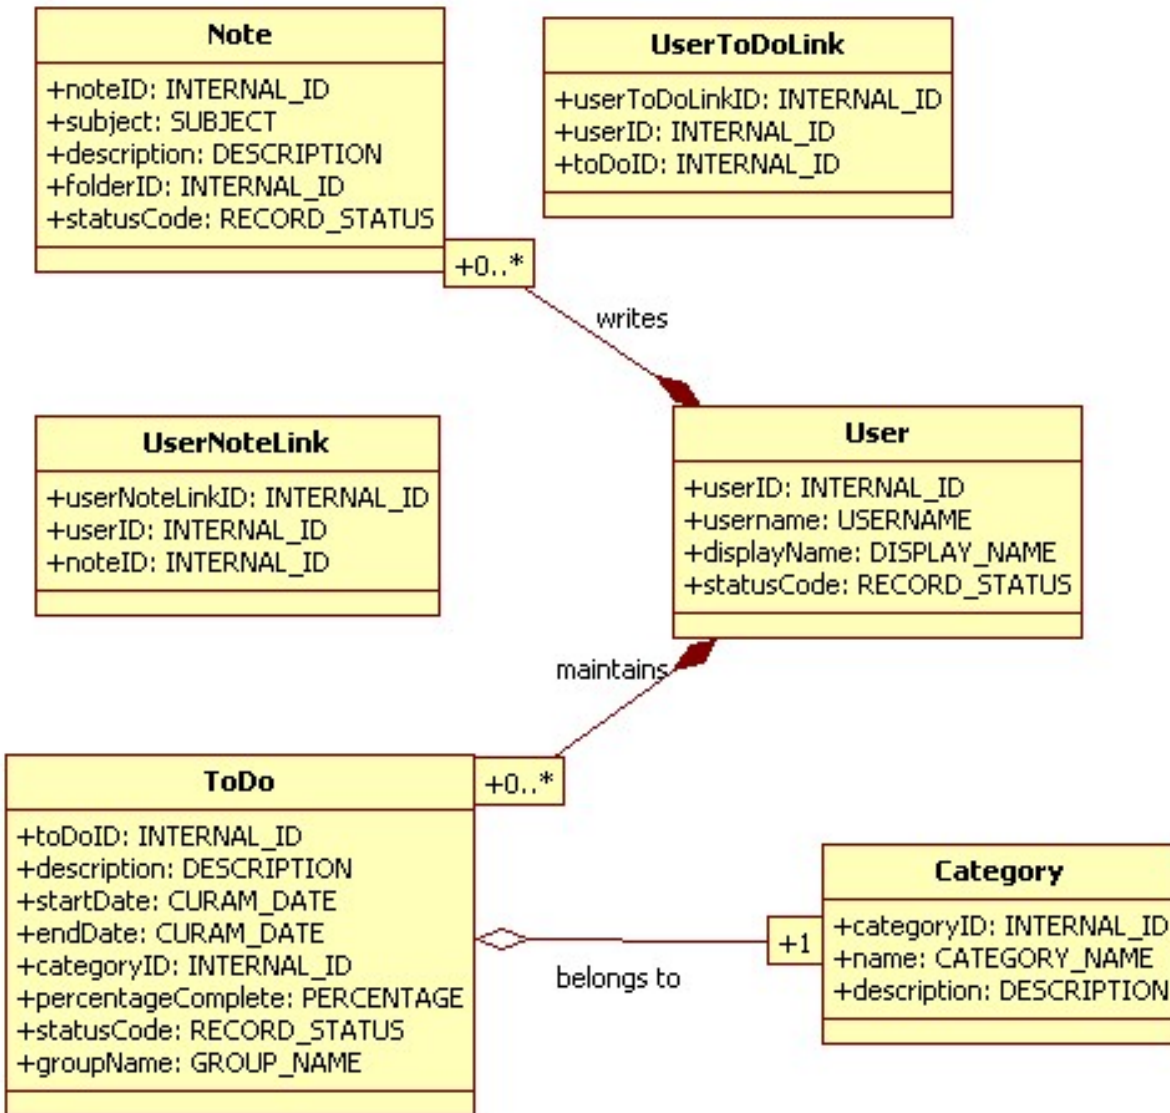 Note
+noteID: INTERNAL_ID
+subject: SUBJECT
+description: DESCRIPTION
+folderID: INTERNAL_ID
+statusCode: RECORD_STATUS
+0..*
UserToDoLink
+userToDoLinkID: INTERNAL_ID
+userID: INTERNAL_ID
+toDoID: INTERNAL_ID
writes
UserNoteLink
+userNoteLinkID: INTERNAL_ID
+userID: INTERNAL_ID
+noteID: INTERNAL_ID
User
+userID: INTERNAL_ID
+username: USERNAME
+displayName: DISPLAY_NAME
+statusCode: RECORD_STATUS
maintains
ToDo
+toDoID: INTERNAL_ID
+description: DESCRIPTION
+startDate: CURAM_DATE
+endDate: CURAM_DATE
+categoryID: INTERNAL_ID
+percentageComplete: PERCENTAGE
+statusCode: RECORD_STATUS
+groupName: GROUP_NAME
+0..*
belongs to
+1
Category
+categoryID: INTERNAL_ID
+name: CATEGORY_NAME
+description: DESCRIPTION